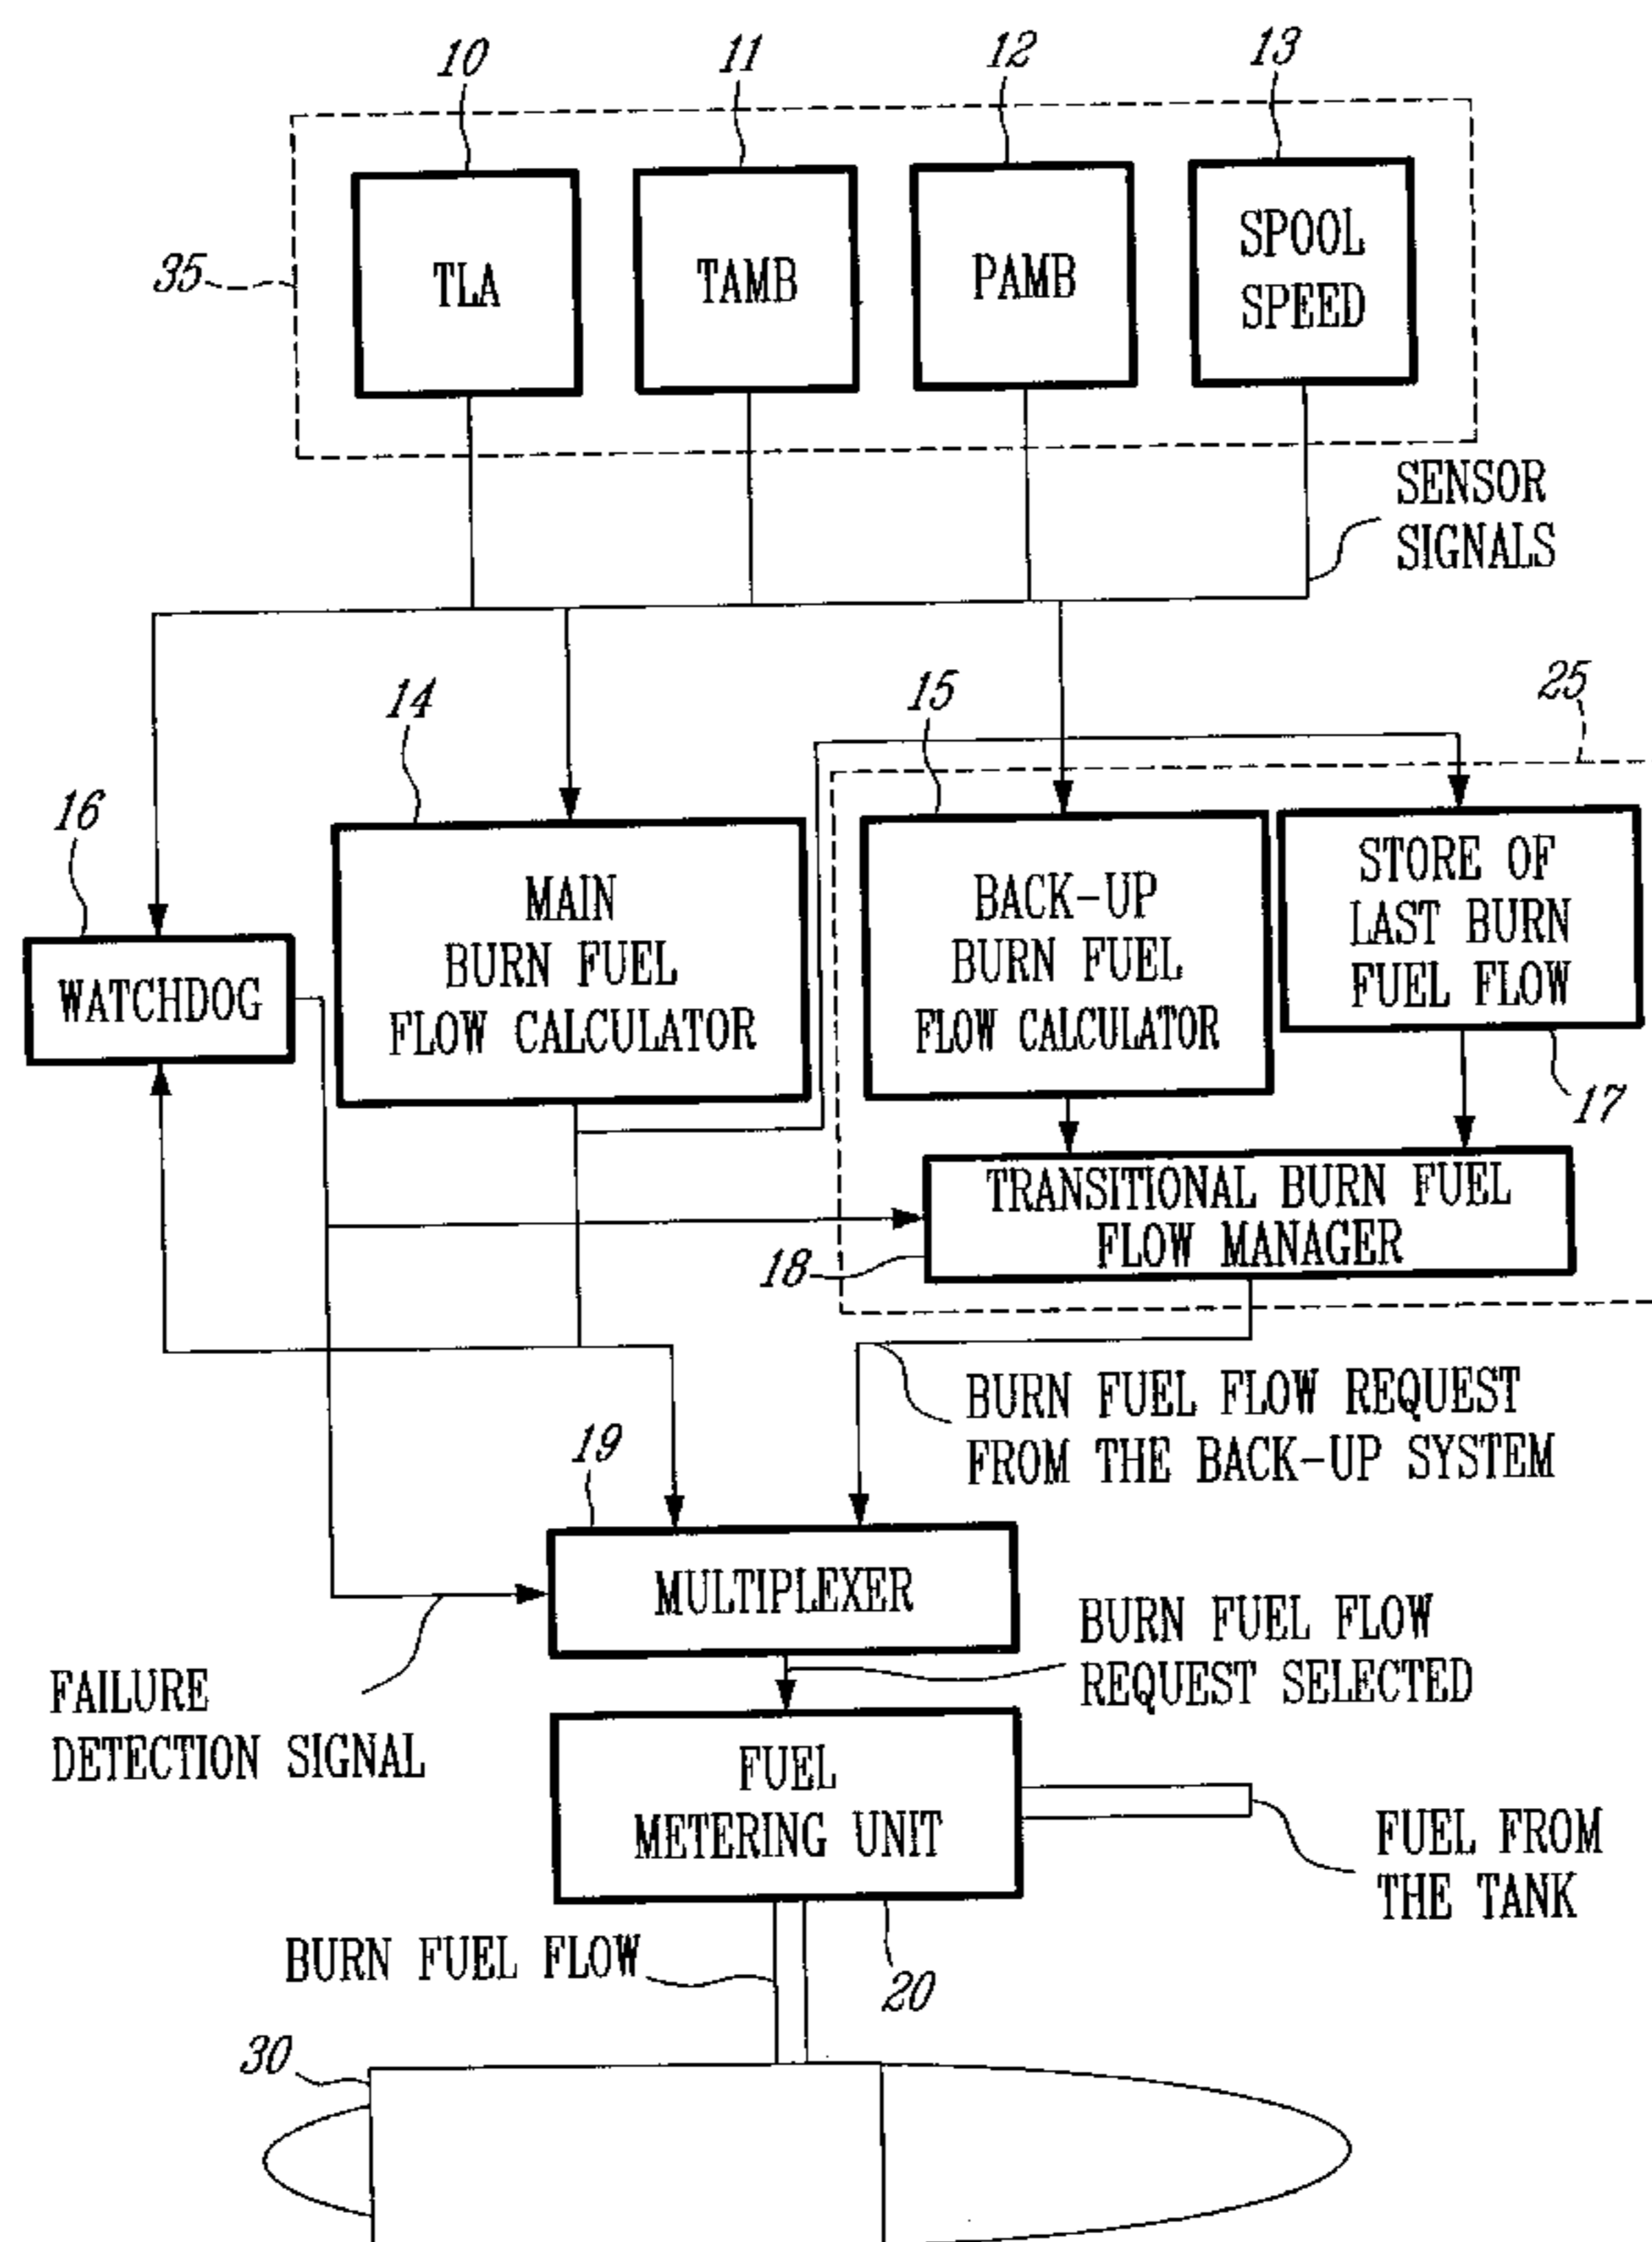 10
11
12
13
35
TLA
TAMB
PAMB
SPOOL
SPEED
SENSOR
SIGNALS
14
15
25
16
WATCHDOG
MAIN
BURN FUEL
FLOW CALCULATOR
BACK-UP
BURN FUEL
FLOW CALCULATOR
STORE OF
LAST BURN
FUEL FLOW
17
TRANSITIONAL BURN FUEL
FLOW MANAGER
18
BURN FUEL FLOW REQUEST
FROM THE BACK-UP SYSTEM
19
MULTIPLEXER
BURN FUEL FLOW
REQUEST SELECTED
FAILURE
DETECTION SIGNAL
FUEL
METERING UNIT
FUEL FROM
THE TANK
BURN FUEL FLOW
20
30